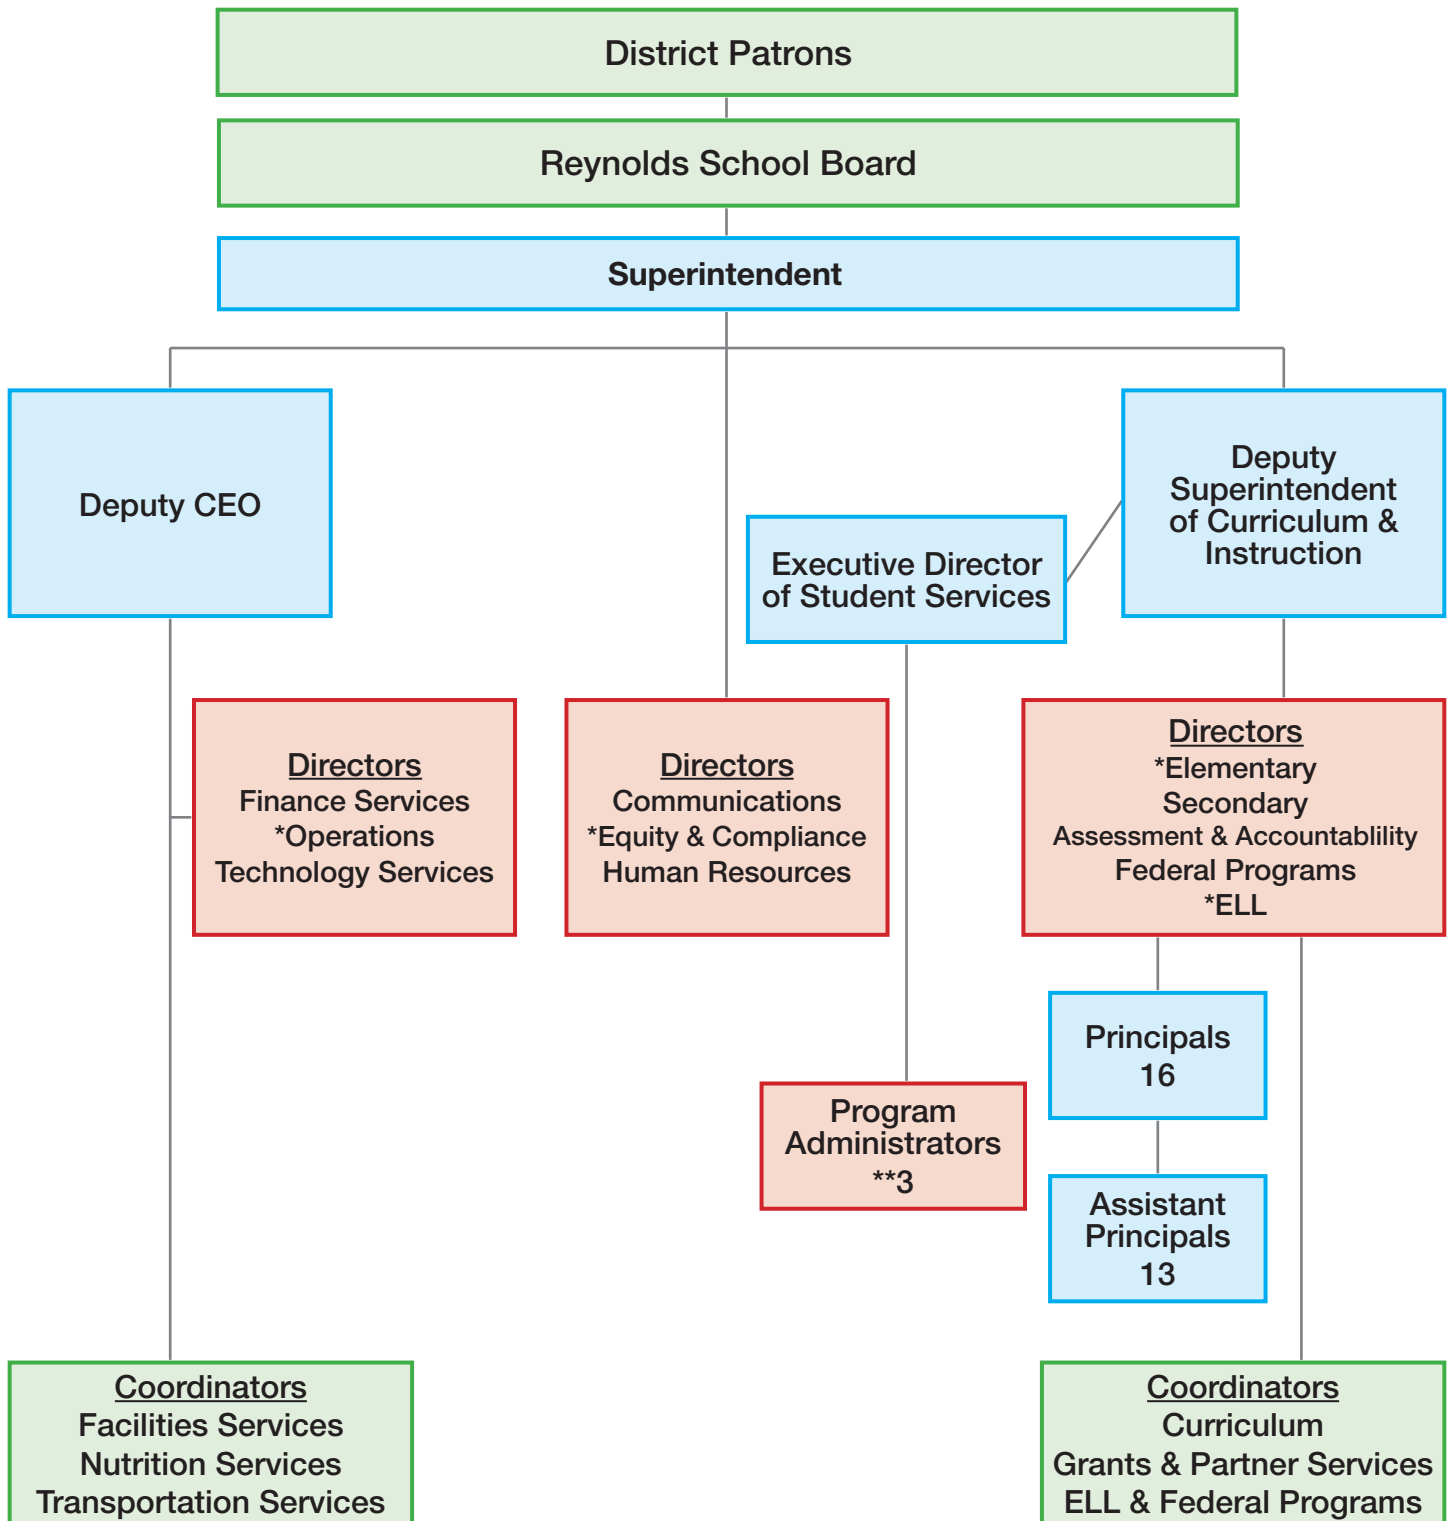 District Patrons
Reynolds School Board
Superintendent
Deputy CEO
Deputy
Superintendent
of Curriculum &
Instruction
Executive Director
of Student Services
Directors
Finance Services
*Operations
Technology Services
Directors
Communications
*Equity & Compliance
Human Resources
Directors
*Elementary
Secondary
Assessment & Accountablility
Federal Programs
*ELL
Principals
16
Program
Administrators
**3
Assistant
Principals
13
Coordinators
Facilities Services
Nutrition Services
Transportation Services
Coordinators
Curriculum
Grants & Partner Services
ELL & Federal Programs